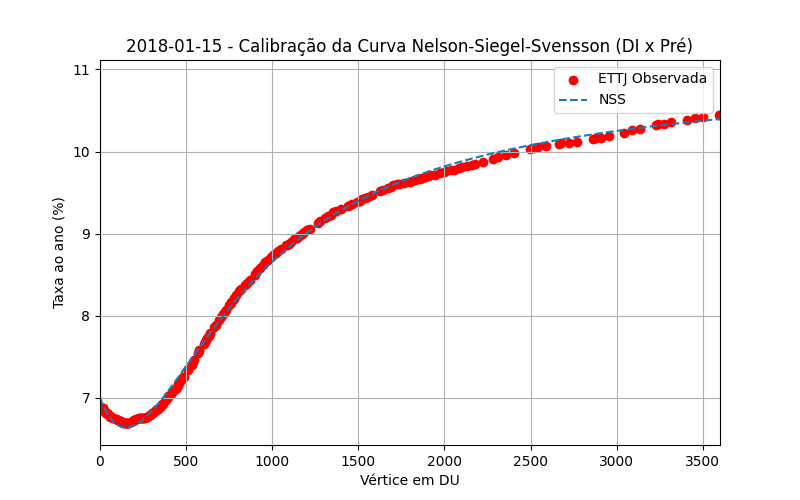 2018-01-15 - Calibração da Curva Nelson-Siegel-Svensson (DI x Pré)
11
10
9
8
7
Taxa ao ano (%)
ETTJ Observada
NSS
0 500 1000 1500 2000 2500 3000 3500
Vértice em DU